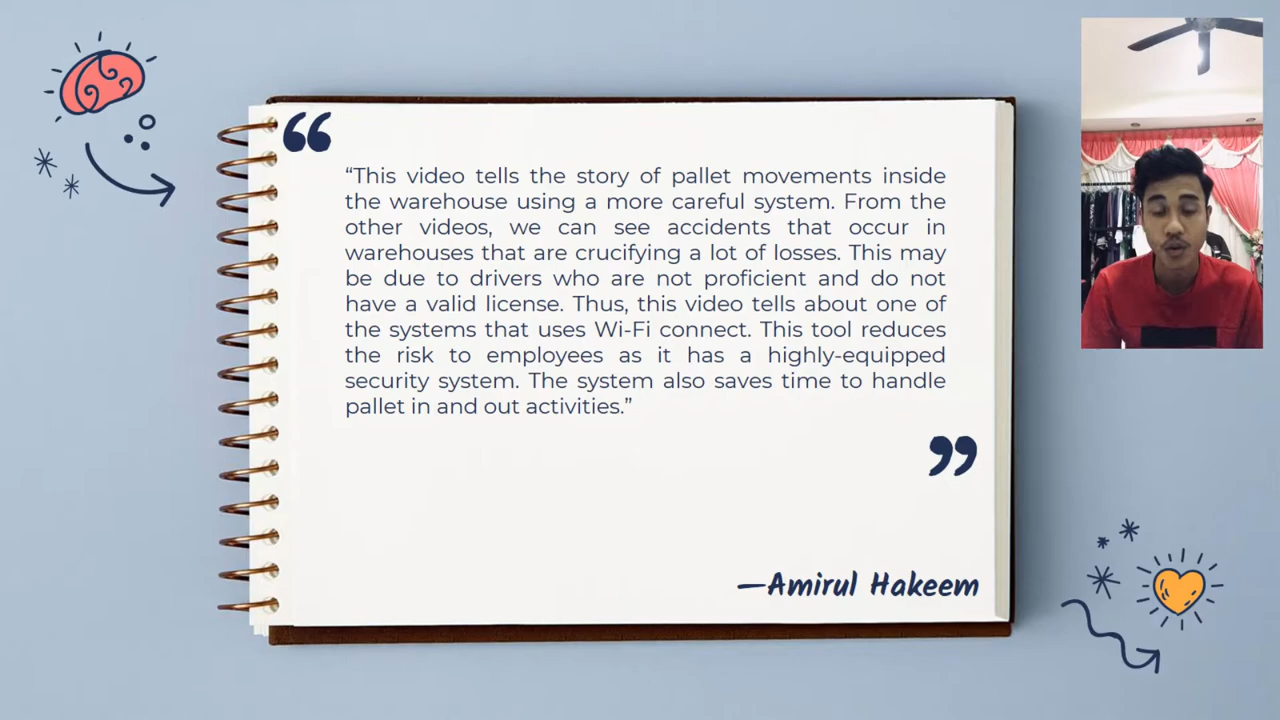 “
“This video tells the story of pallet movements inside
the warehouse using a more careful system. From the
other videos, we can see accidents that occur in
warehouses that are crucifying a lot of losses. This may
be due to drivers who are not proficient and do not
have a valid license. Thus, this video tells about one of
the systems that uses Wi-Fi connect. This tool reduces
the risk to employees as it has a highly-equipped
security system. The system also saves time to handle
pallet in and out activities.”
”
—Amirul Hakeem